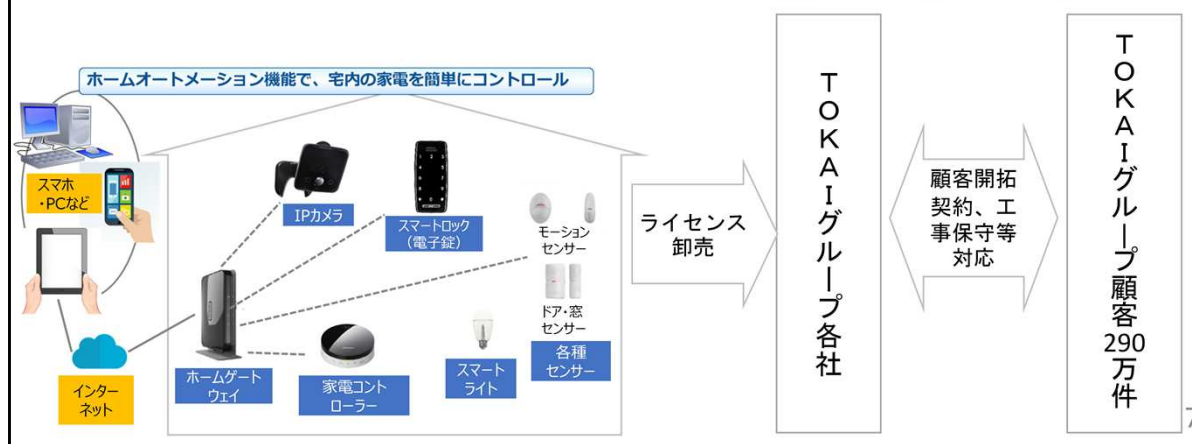 ホームオートメーション機能で、宅内の家電を簡単にコントロール
スマホ
・PCなど
インター
ネット
IPカメラ
スマートロック
（電子錠）
モーション
センサー
ドア・窓
センサー
各種
センサー
ホームゲート
ウェイ
家電コント
ローラー
スマート
ライト
ライセンス
卸売
TOKAIグループ各社
顧客開拓
契約、工
事保守等
対応
TOKAIグループ顧客290万件
7